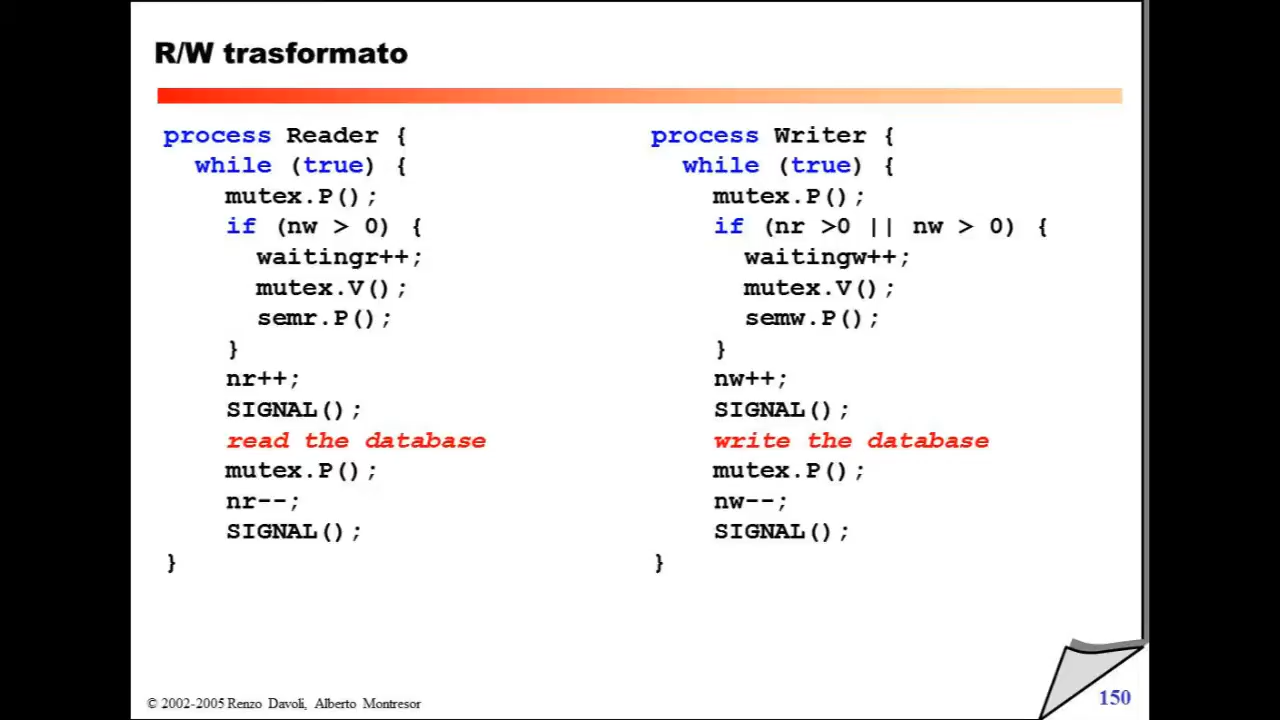 R/W trasformato
process Reader {
while (true) {
mutex.P();
if (nw > 0) {
waitingr++;
mutex.V();
semr.P();
}
nr++;
SIGNAL();
read the database
mutex.P();
nr--;
SIGNAL();
}
process Writer {
while (true) {
mutex.P();
if (nr >0 || nw > 0) {
waitingw++;
mutex.V();
semw.P();
}
nw++;
SIGNAL();
write the database
mutex.P();
nw--;
SIGNAL();
}
© 2002-2005 Renzo Davoli, Alberto Montresor
150